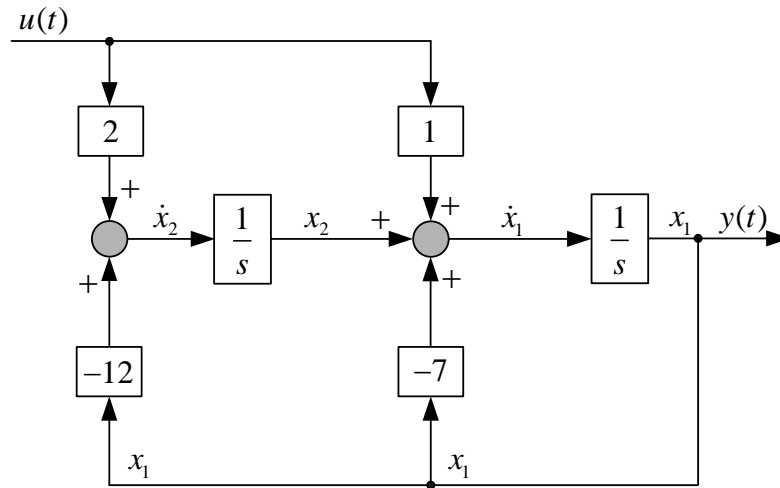 u(t)
2
1
+
+
ẋ₂
1/s
x₂
+
ẋ₁
1/s
x₁
y(t)
+
+
−12
−7
x₁
x₁